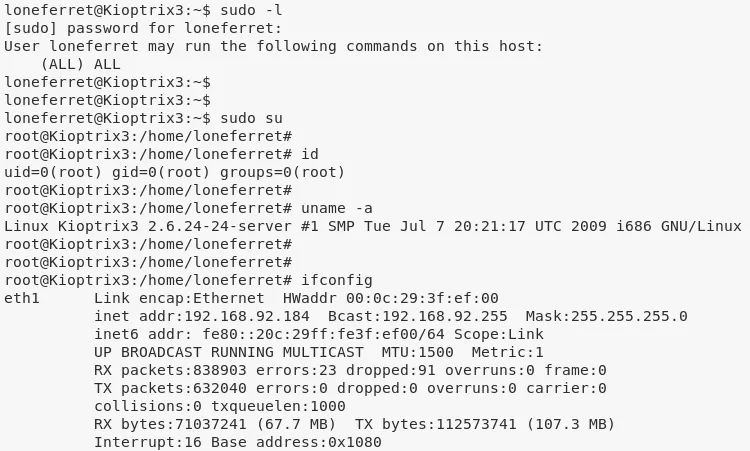 loneferret@Kioptrix3:~$ sudo -l
[sudo] password for loneferret:
User loneferret may run the following commands on this host:
    (ALL) ALL
loneferret@Kioptrix3:~$
loneferret@Kioptrix3:~$
loneferret@Kioptrix3:~$ sudo su
root@Kioptrix3:/home/loneferret#
root@Kioptrix3:/home/loneferret# id
uid=0(root) gid=0(root) groups=0(root)
root@Kioptrix3:/home/loneferret#
root@Kioptrix3:/home/loneferret# uname -a
Linux Kioptrix3 2.6.24-24-server #1 SMP Tue Jul 7 20:21:17 UTC 2009 i686 GNU/Linux
root@Kioptrix3:/home/loneferret#
root@Kioptrix3:/home/loneferret#
root@Kioptrix3:/home/loneferret# ifconfig
eth1      Link encap:Ethernet  HWaddr 00:0c:29:3f:ef:00
          inet addr:192.168.92.184  Bcast:192.168.92.255  Mask:255.255.255.0
          inet6 addr: fe80::20c:29ff:fe3f:ef00/64 Scope:Link
          UP BROADCAST RUNNING MULTICAST  MTU:1500  Metric:1
          RX packets:838903 errors:23 dropped:91 overruns:0 frame:0
          TX packets:632040 errors:0 dropped:0 overruns:0 carrier:0
          collisions:0 txqueuelen:1000
          RX bytes:71037241 (67.7 MB)  TX bytes:112573741 (107.3 MB)
          Interrupt:16 Base address:0x1080